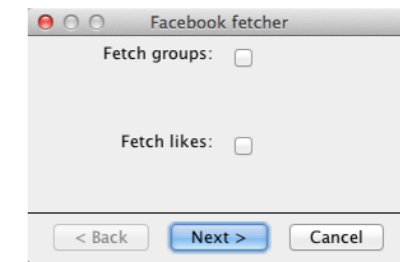 Facebook fetcher
Fetch groups:
Fetch likes:
< Back Next > Cancel